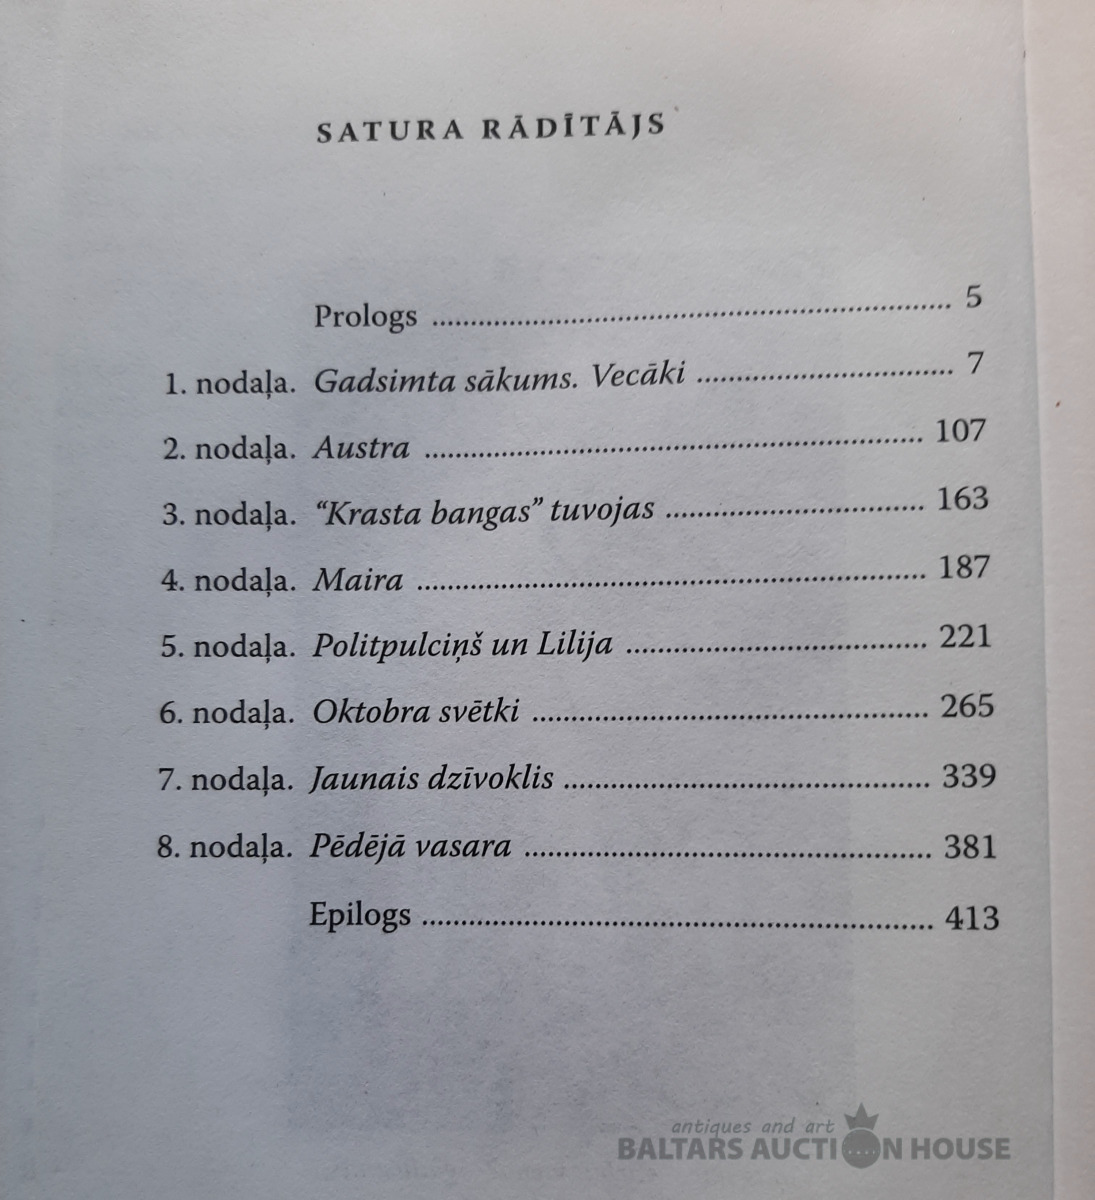 SATURA RĀDĪTĀJS
Prologs ........ 5
1. nodaļa. Gadsimta sākums. Vecāki ........ 7
2. nodaļa. Austra ........ 107
3. nodaļa. “Krasta bangas” tuvojas ........ 163
4. nodaļa. Maira ........ 187
5. nodaļa. Politpulciņš un Lilija ........ 221
6. nodaļa. Oktobra svētki ........ 265
7. nodaļa. Jaunais dzīvoklis ........ 339
8. nodaļa. Pēdējā vasara ........ 381
Epilogs ........ 413
antiques and art
BALTARS AUCTION HOUSE